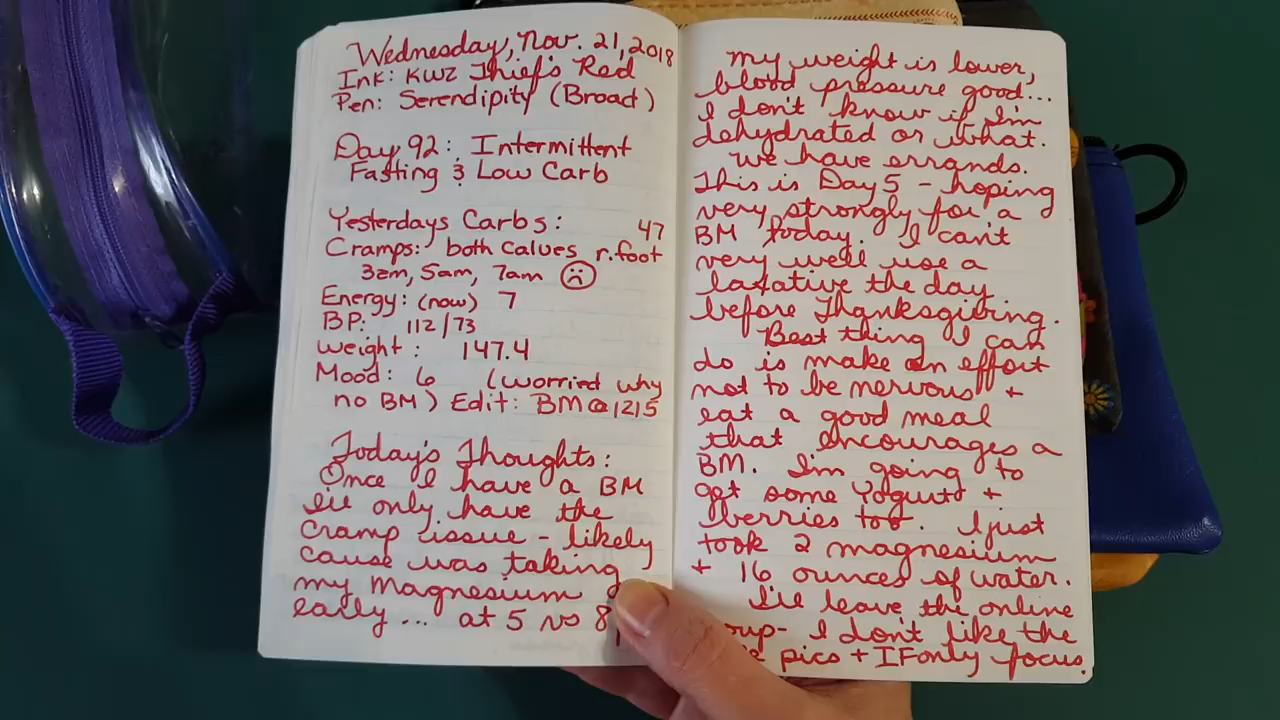 Wednesday, Nov. 21, 2018
Ink: KWZ Thief's Red
Pen: Serendipity (Broad)
Day 92: Intermittent
Fasting & Low Carb
Yesterdays Carbs: 47
Cramps: both calves r. foot
3am, 5am, 7am ☹
Energy: (now) 7
BP: 112/73
Weight: 147.4
Mood: 6 (worried why
no BM) Edit: BM @ 1215
Today's Thoughts:
Once I have a BM
I'll only have the
cramp issue - likely
cause was taking
my Magnesium
early... at 5 vs 8
My weight is lower,
blood pressure good...
I don't know if I'm
dehydrated or what.
We have errands.
This is Day 5 - hoping
very strongly for a
BM today. I can't
very well use a
laxative the day
before Thanksgiving.
Best thing I can
do is make an effort
not to be nervous +
eat a good meal
that encourages a
BM. I'm going to
get some Yogurt +
berries too. I just
took 2 magnesium
+ 16 ounces of water.
I'll leave the online
- I don't like the
pics + IF only focus.